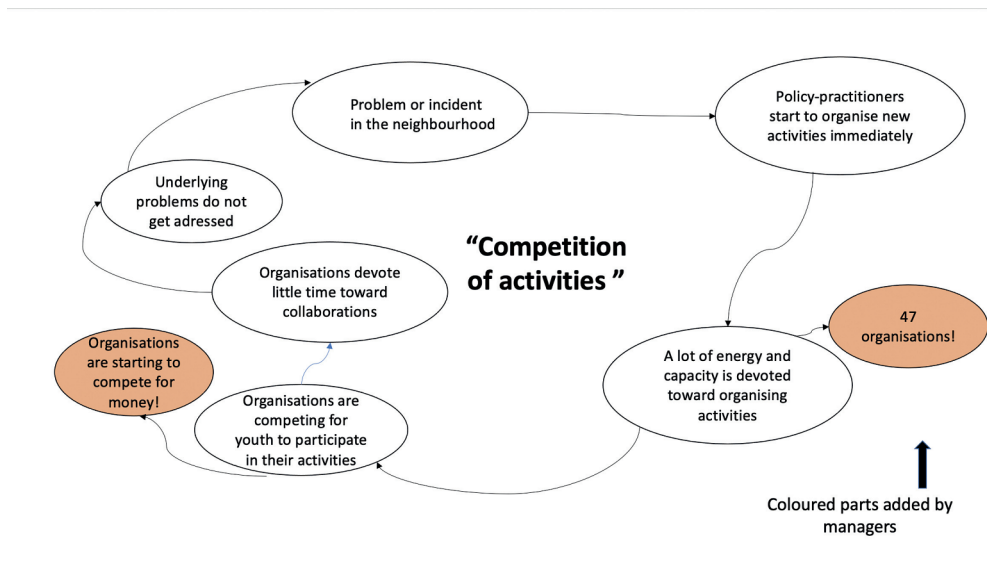 Problem or incident
in the neighbourhood
Policy-practitioners
start to organise new
activities immediately
Underlying
problems do not
get adressed
“Competition
of activities ”
Organisations devote
little time toward
collaborations
47
organisations!
Organisations
are starting to
compete for
money!
A lot of energy and
capacity is devoted
toward organising
activities
Organisations are
competing for
youth to participate
in their activities
Coloured parts added by
managers